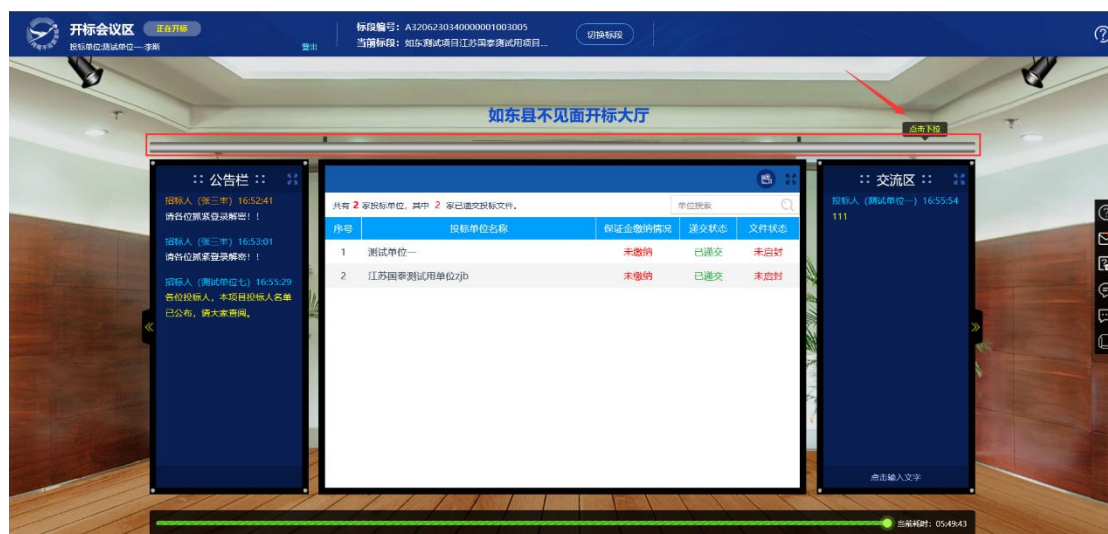 开标会议区 正在开标
投标单位:测试单位一-李斯 登出
标段编号：A3206230340000001003005
当前标段：如东测试项目江苏国泰测试用项目...
切换标段
如东县不见面开标大厅
点击下拉
:: 公告栏 ::
招标人（张三丰）16:52:41
请各位抓紧登录解密！！
招标人（张三丰）16:53:01
请各位抓紧登录解密！！
招标人（测试单位七）16:55:29
各位投标人，本项目投标人名单
已公布，请大家查阅。
共有 2 家投标单位，其中 2 家已递交投标文件。
单位搜索
序号 投标单位名称 保证金缴纳情况 递交状态 文件状态
1 测试单位一 未缴纳 已递交 未启封
2 江苏国泰测试用单位zjb 未缴纳 已递交 未启封
:: 交流区 ::
投标人（测试单位一）16:55:54
111
点击输入文字
当前耗时：05:49:43